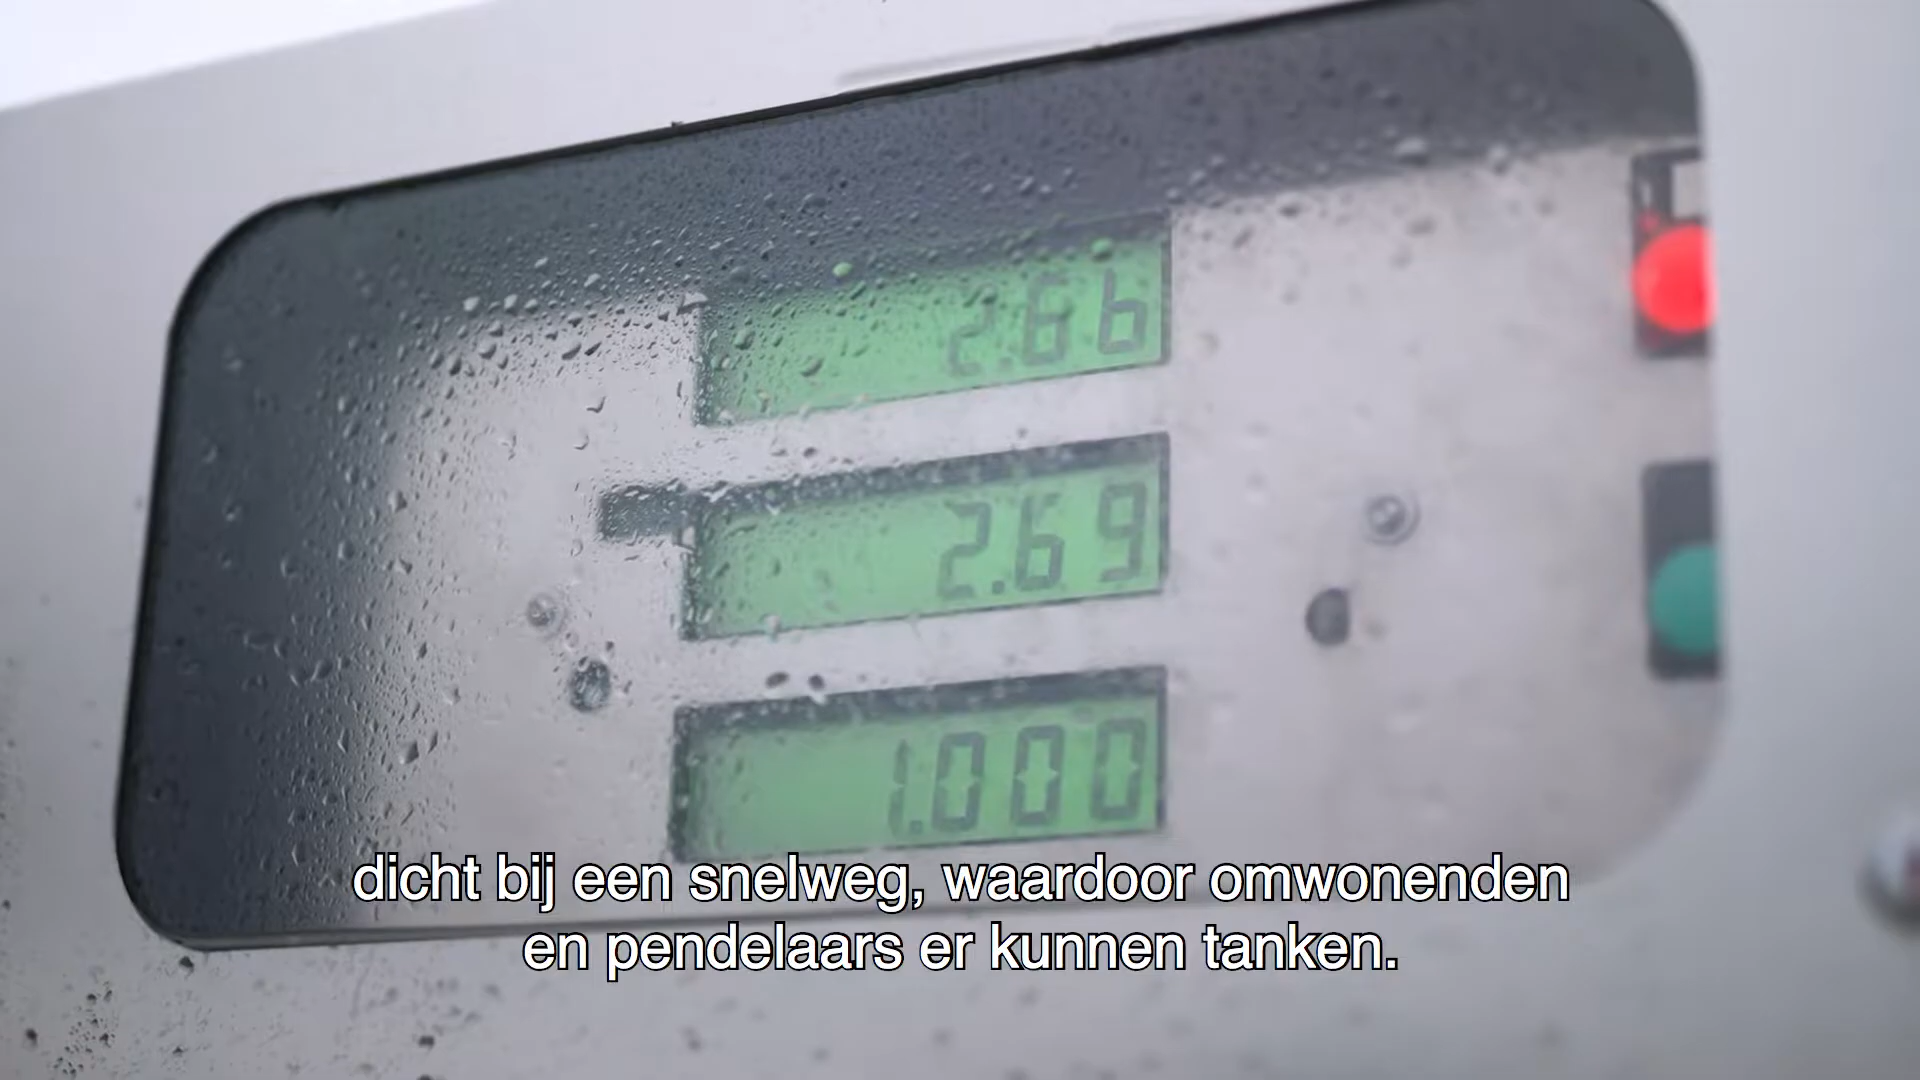 2.66
2.69
1.000
dicht bij een snelweg, waardoor omwonenden
en pendelaars er kunnen tanken.